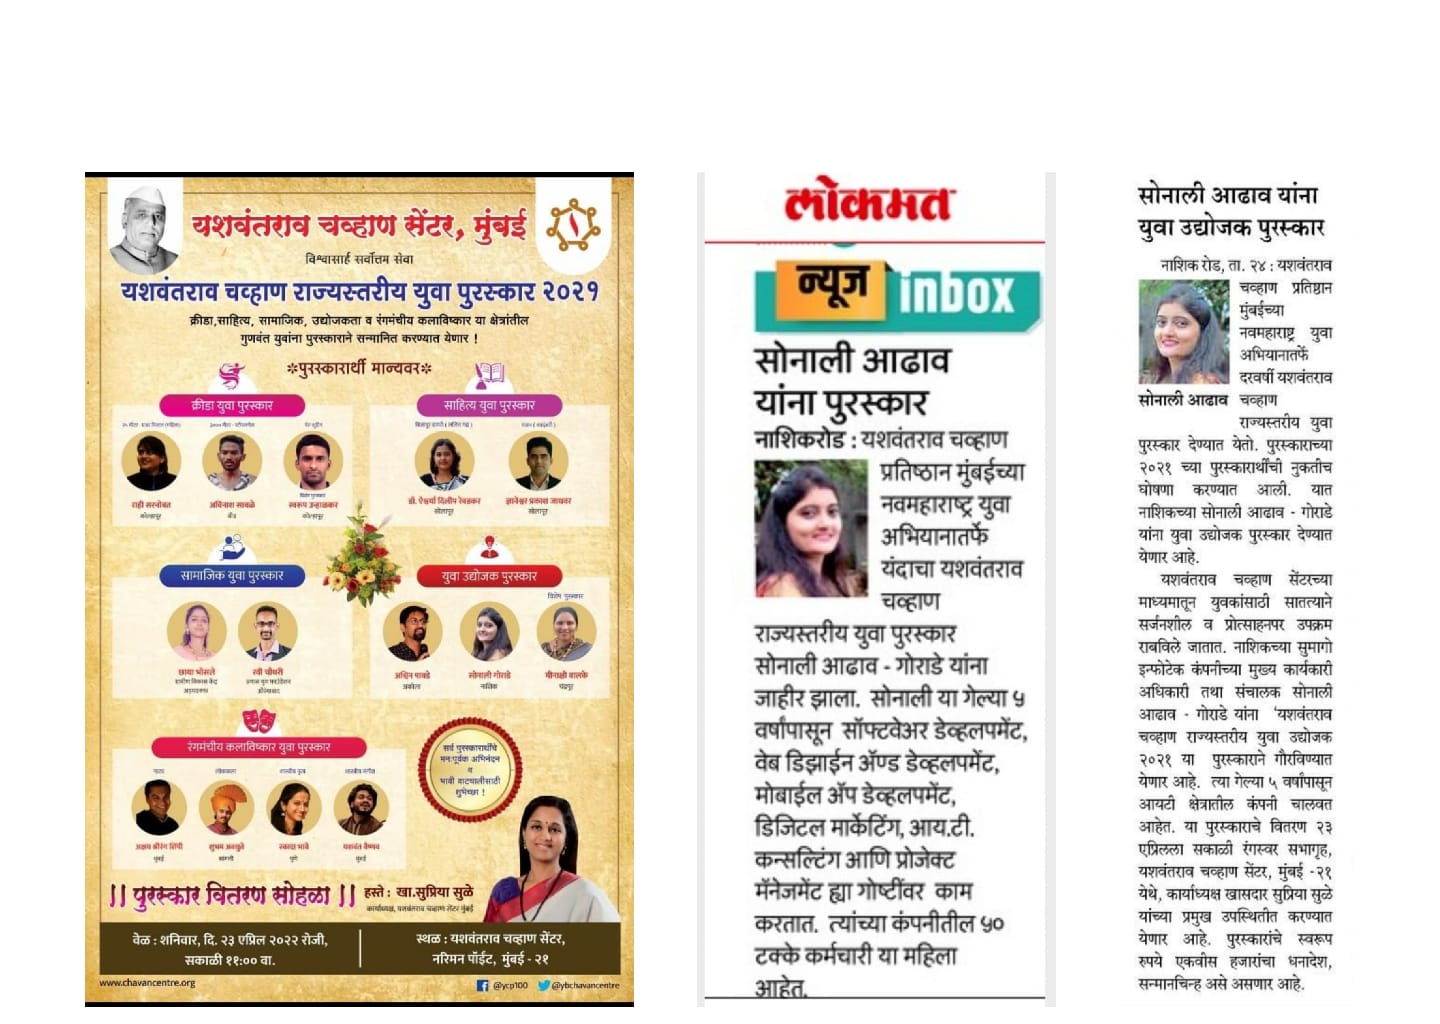 यशवंतराव चव्हाण सेंटर, मुंबई
विश्वासार्ह सर्वोत्तम सेवा
यशवंतराव चव्हाण राज्यस्तरीय युवा पुरस्कार २०२१
क्रीडा,साहित्य, सामाजिक, उद्योजकता व रंगमंचीय कलाविष्कार या क्षेत्रांतील
गुणवंत युवांना पुरस्काराने सन्मानित करण्यात येणार !
पुरस्कारार्थी मान्यवर
क्रीडा युवा पुरस्कार
राही सरनोबत
कोल्हापूर
अविनाश साबळे
बीड
विशेष पुरस्कार
स्वरूप उन्हाळकर
कोल्हापूर
साहित्य युवा पुरस्कार
डॉ. ऐश्वर्या दिलीप रेवडकर
सोलापूर
ज्ञानेश्वर प्रकाश जाधवर
सोलापूर
सामाजिक युवा पुरस्कार
छाया भोसले
ग्रामीण विकास केंद्र
अहमदनगर
रवी चौधरी
औरंगाबाद
युवा उद्योजक पुरस्कार
अश्विन पावडे
अकोला
सोनाली गोराडे
नाशिक
विशेष पुरस्कार
मीनाक्षी वाळके
चंद्रपूर
रंगमंचीय कलाविष्कार युवा पुरस्कार
नाट्य
अक्षय श्रीरंग शिंपी
मुंबई
लोककला
शुभम अवघुते
सांगली
शास्त्रीय नृत्य
स्वरदा भावे
पुणे
शास्त्रीय संगीत
यशवंत वैष्णव
मुंबई
सर्व पुरस्कारार्थींचे
मन:पूर्वक अभिनंदन
व
भावी वाटचालीसाठी
शुभेच्छा !
|| पुरस्कार वितरण सोहळा ||
हस्ते : खा.सुप्रिया सुळे
कार्याध्यक्ष, यशवंतराव चव्हाण सेंटर मुंबई
वेळ : शनिवार, दि. २३ एप्रिल २०२२ रोजी,
सकाळी ११:०० वा.
स्थळ : यशवंतराव चव्हाण सेंटर,
नरिमन पॉईंट, मुंबई - २१
www.chavancentre.org
@ycp100
@ybchavancentre
लोकमत
न्यूज inbox
सोनाली आढाव
यांना पुरस्कार
नाशिकरोड : यशवंतराव चव्हाण
प्रतिष्ठान मुंबईच्या
नवमहाराष्ट्र युवा
अभियानातर्फे
यंदाचा यशवंतराव
चव्हाण
राज्यस्तरीय युवा पुरस्कार
सोनाली आढाव - गोराडे यांना
जाहीर झाला. सोनाली या गेल्या ५
वर्षांपासून सॉफ्टवेअर डेव्हलपमेंट,
वेब डिझाईन अ‍ॅण्ड डेव्हलपमेंट,
मोबाईल अ‍ॅप डेव्हलपमेंट,
डिजिटल मार्केटिंग, आय.टी.
कन्सल्टिंग आणि प्रोजेक्ट
मॅनेजमेंट ह्या गोष्टींवर काम
करतात. त्यांच्या कंपनीतील ५०
टक्के कर्मचारी या महिला
आहेत.
सोनाली आढाव यांना
युवा उद्योजक पुरस्कार
नाशिक रोड, ता. २४ : यशवंतराव
चव्हाण प्रतिष्ठान
मुंबईच्या
नवमहाराष्ट्र युवा
अभियानातर्फे
दरवर्षी यशवंतराव
सोनाली आढाव
चव्हाण
राज्यस्तरीय युवा
पुरस्कार देण्यात येतो. पुरस्काराच्या
२०२१ च्या पुरस्कारार्थींची नुकतीच
घोषणा करण्यात आली. यात
नाशिकच्या सोनाली आढाव - गोराडे
यांना युवा उद्योजक पुरस्कार देण्यात
येणार आहे.
यशवंतराव चव्हाण सेंटरच्या
माध्यमातून युवकांसाठी सातत्याने
सर्जनशील व प्रोत्साहनपर उपक्रम
राबविले जातात. नाशिकच्या सुमागो
इन्फोटेक कंपनीच्या मुख्य कार्यकारी
अधिकारी तथा संचालक सोनाली
आढाव - गोराडे यांना 'यशवंतराव
चव्हाण राज्यस्तरीय युवा उद्योजक
२०२१ या पुरस्काराने गौरविण्यात
येणार आहे. त्या गेल्या ५ वर्षांपासून
आयटी क्षेत्रातील कंपनी चालवत
आहेत. या पुरस्काराचे वितरण २३
एप्रिलला सकाळी रंगस्वर सभागृह,
यशवंतराव चव्हाण सेंटर, मुंबई -२१
येथे, कार्याध्यक्ष खासदार सुप्रिया सुळे
यांच्या प्रमुख उपस्थितीत करण्यात
येणार आहे. पुरस्कारांचे स्वरूप
रुपये एकवीस हजारांचा धनादेश,
सन्मानचिन्ह असे असणार आहे.